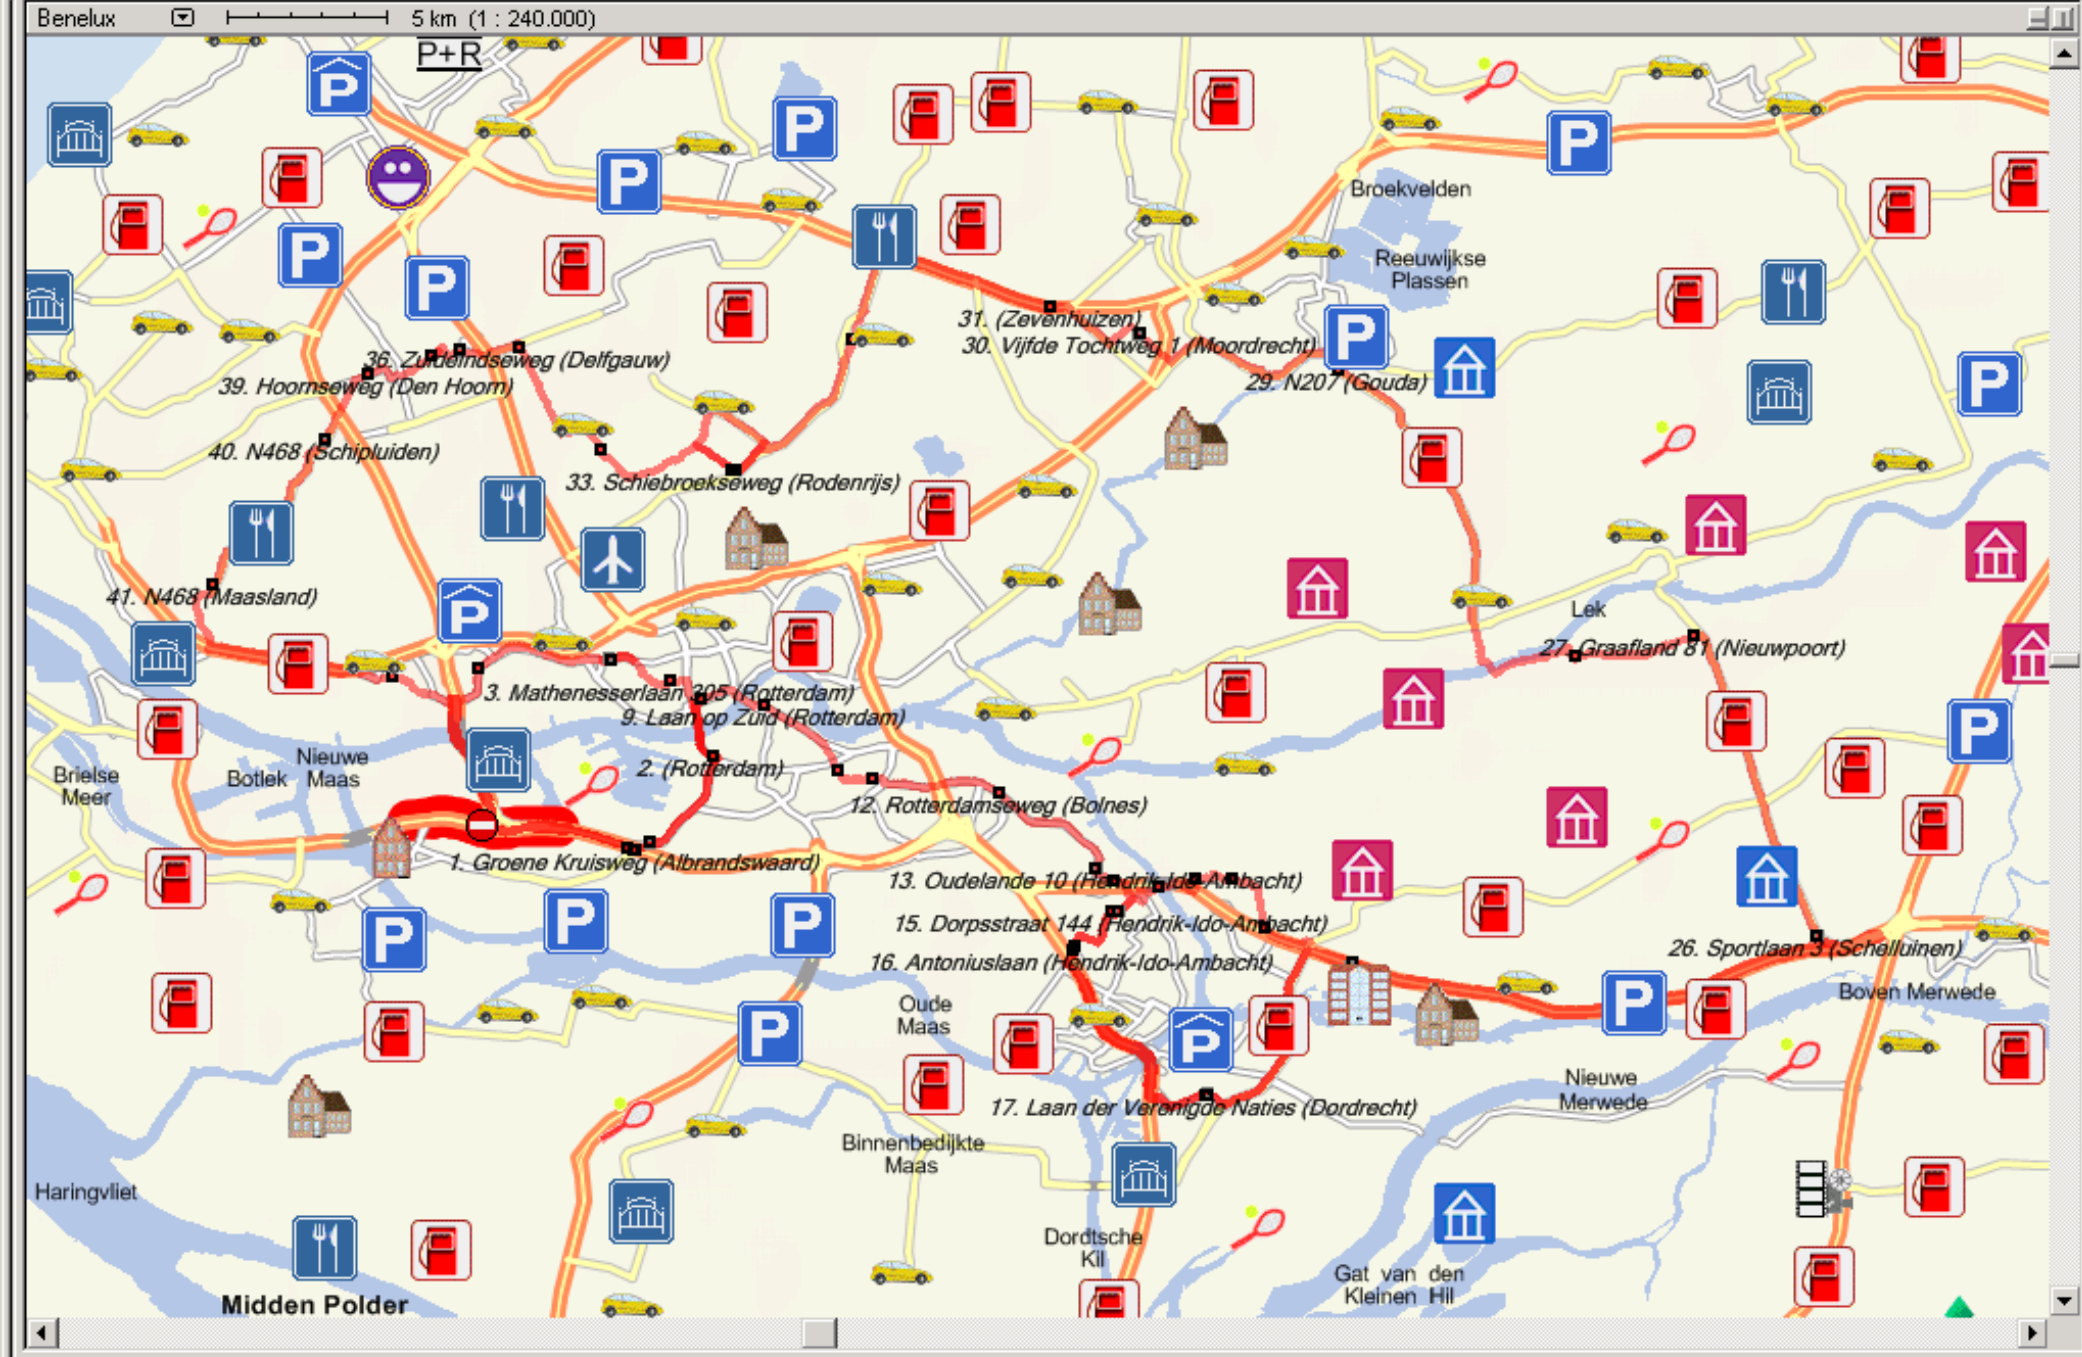 Benelux 5 km (1 : 240.000)
P+R
P
P
P
P
Broekvelden
P
P
Reeuwijkse
Plassen
P
31. (Zevenhuizen)
30. Vijfde Tochtweg 1 (Moordrecht)
P
36. Zuideindseweg (Delfgauw)
39. Hoornseweg (Den Hoorn)
29. N207 (Gouda)
P
40. N468 (Schipluiden)
33. Schiebroekseweg (Rodenrijs)
41. N468 (Maasland)
P
Lek
27. Graafland 81 (Nieuwpoort)
3. Mathenesserlaan 305 (Rotterdam)
9. Laan op Zuid (Rotterdam)
P
Nieuwe
Maas
Brielse
Meer
Botlek
2. (Rotterdam)
12. Rotterdamseweg (Bolnes)
1. Groene Kruisweg (Albrandswaard)
13. Oudelande 10 (Hendrik-Ido-Ambacht)
P
P
P
15. Dorpsstraat 144 (Hendrik-Ido-Ambacht)
26. Sportlaan 3 (Schelluinen)
16. Antoniuslaan (Hendrik-Ido-Ambacht)
Boven Merwede
P
Oude
Maas
P
P
Nieuwe
Merwede
17. Laan der Verenigde Naties (Dordrecht)
Binnenbedijkte
Maas
Haringvliet
Dordtsche
Kil
Gat van den
Kleinen Hil
Midden Polder